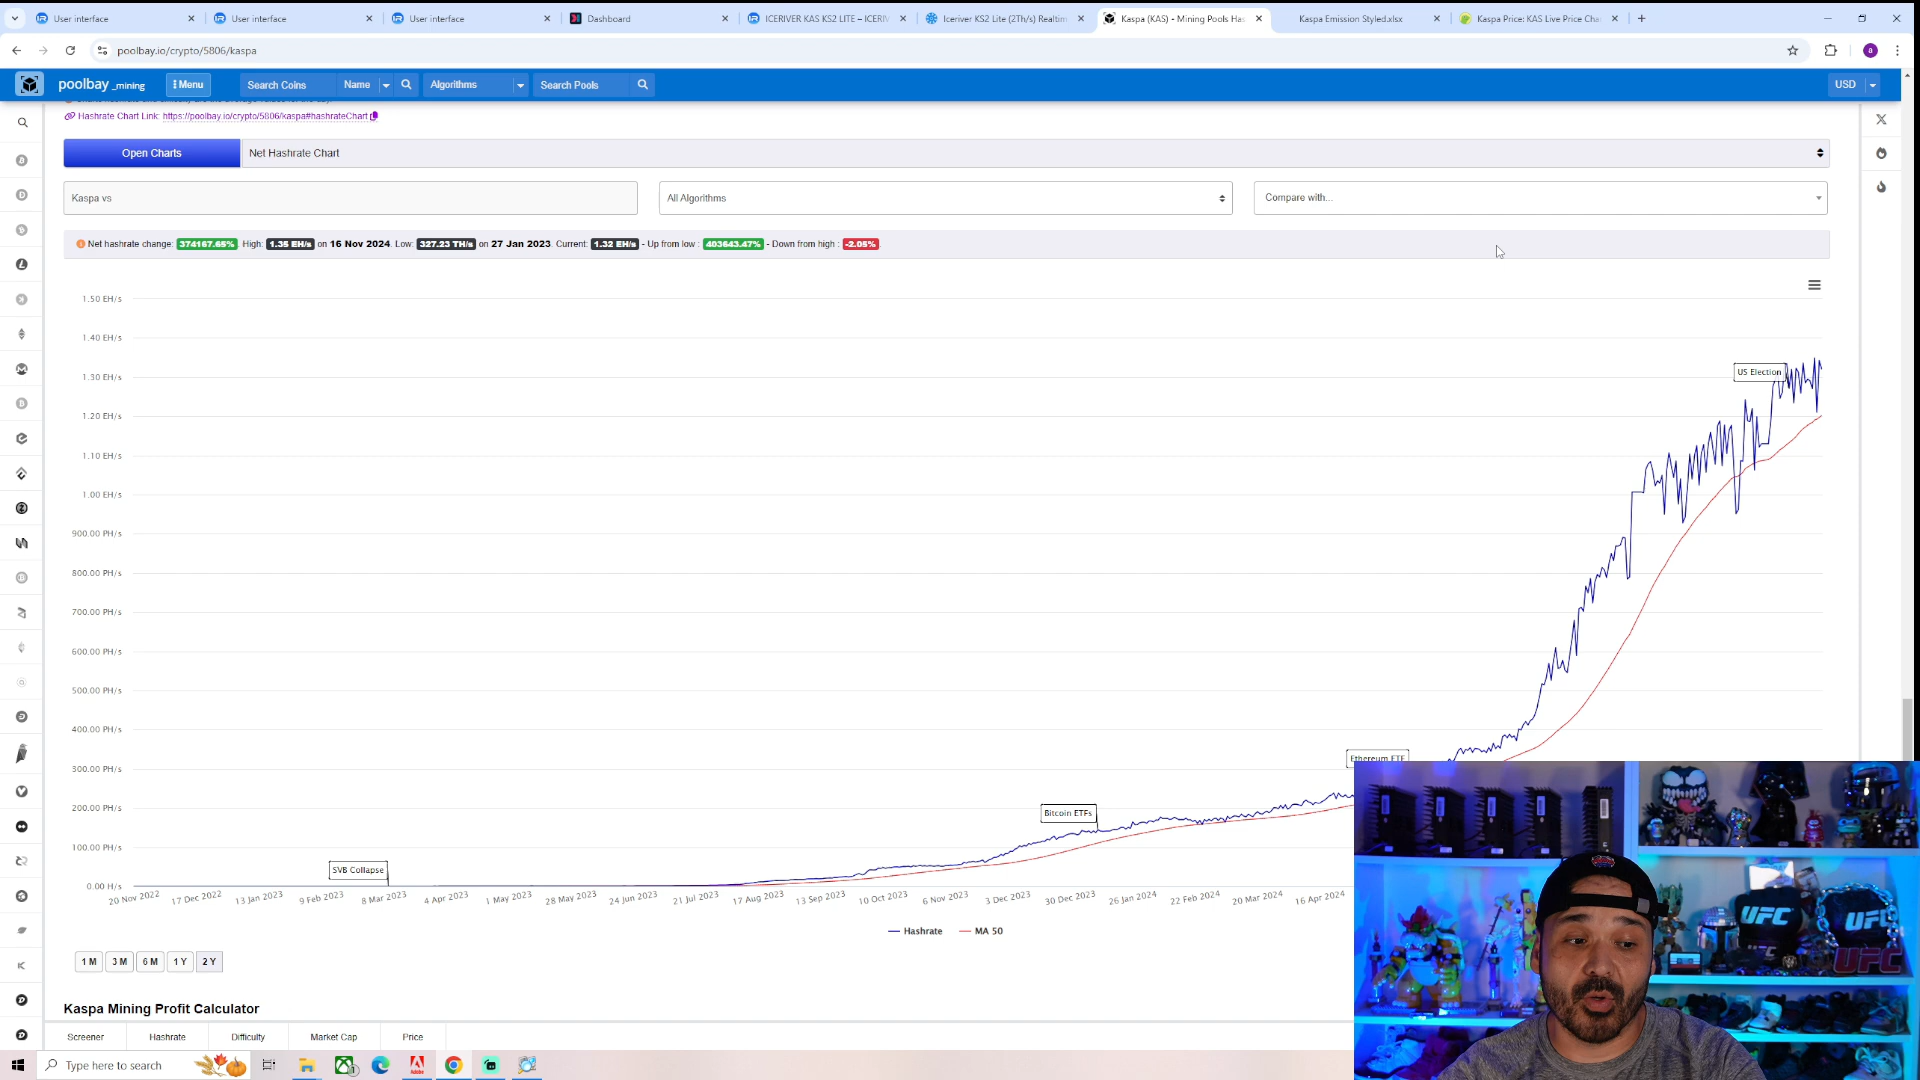 User interface
User interface
User interface
Dashboard
ICERIVER KAS KS2 LITE – ICERIV
Iceriver KS2 Lite (2Th/s) Realtim
Kaspa (KAS) - Mining Pools Has
Kaspa Emission Styled.xlsx
Kaspa Price: KAS Live Price Cha
poolbay.io/crypto/5806/kaspa
a
poolbay _mining
Menu
Search Coins
Name
Algorithms
Search Pools
USD
Hashrate Chart Link: https://poolbay.io/crypto/5806/kaspa#hashrateChart
Open Charts
Net Hashrate Chart
Kaspa vs
All Algorithms
Compare with...
Net hashrate change: 374167.65% High: 1.35 EH/s on 16 Nov 2024. Low: 327.23 TH/s on 27 Jan 2023. Current: 1.32 EH/s - Up from low : 403643.47% - Down from high : -2.05%
1.50 EH/s
1.40 EH/s
1.30 EH/s
1.20 EH/s
1.10 EH/s
1.00 EH/s
900.00 PH/s
800.00 PH/s
700.00 PH/s
600.00 PH/s
500.00 PH/s
400.00 PH/s
300.00 PH/s
200.00 PH/s
100.00 PH/s
0.00 H/s
US Election
Ethereum ETF
Bitcoin ETFs
SVB Collapse
20 Nov 2022
17 Dec 2022
13 Jan 2023
9 Feb 2023
8 Mar 2023
4 Apr 2023
1 May 2023
28 May 2023
24 Jun 2023
21 Jul 2023
17 Aug 2023
13 Sep 2023
10 Oct 2023
6 Nov 2023
3 Dec 2023
30 Dec 2023
26 Jan 2024
22 Feb 2024
20 Mar 2024
16 Apr 2024
Hashrate
MA 50
1 M
3 M
6 M
1 Y
2 Y
Kaspa Mining Profit Calculator
Screener
Hashrate
Difficulty
Market Cap
Price
Type here to search
UFC
UFC
UFC
UFC